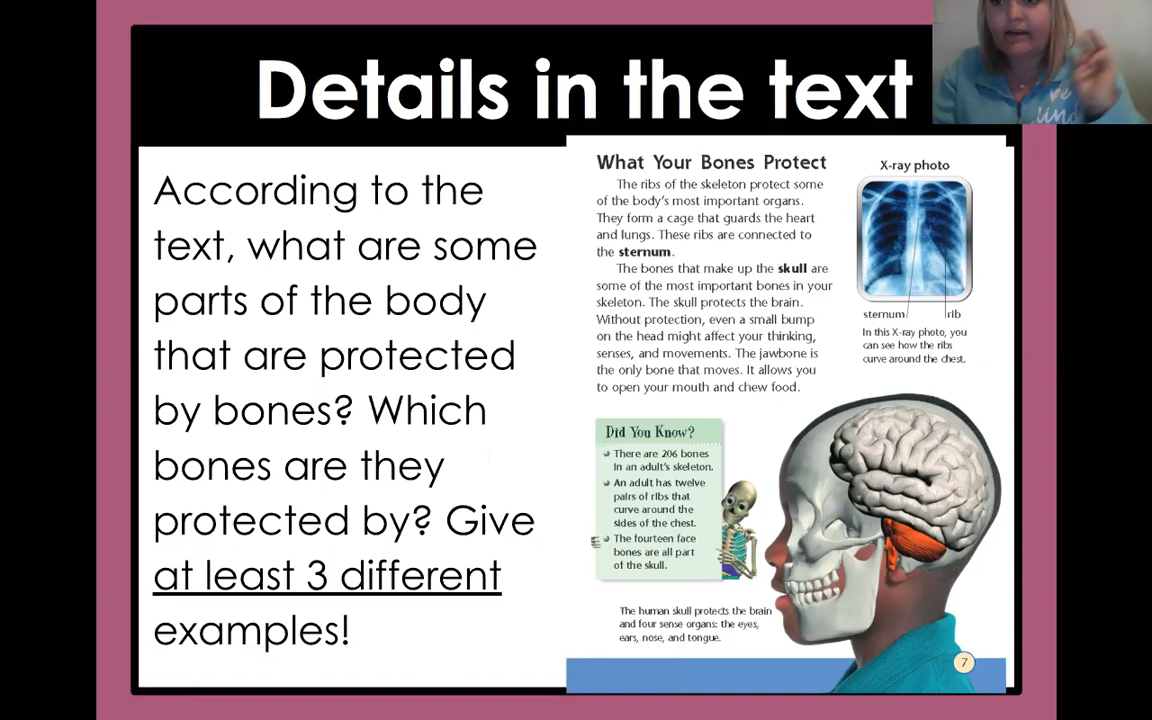 Details in the text
According to the
text, what are some
parts of the body
that are protected
by bones? Which
bones are they
protected by? Give
at least 3 different
examples!
What Your Bones Protect
The ribs of the skeleton protect some
of the body's most important organs.
They form a cage that guards the heart
and lungs. These ribs are connected to
the sternum.
The bones that make up the skull are
some of the most important bones in your
skeleton. The skull protects the brain.
Without protection, even a small bump
on the head might affect your thinking,
senses, and movements. The jawbone is
the only bone that moves. It allows you
to open your mouth and chew food.
X-ray photo
sternum rib
In this X-ray photo, you
can see how the ribs
curve around the chest.
Did You Know?
There are 206 bones
in an adult's skeleton.
An adult has twelve
pairs of ribs that
curve around the
sides of the chest.
The fourteen face
bones are all part
of the skull.
The human skull protects the brain
and four sense organs: the eyes,
ears, nose, and tongue.
7